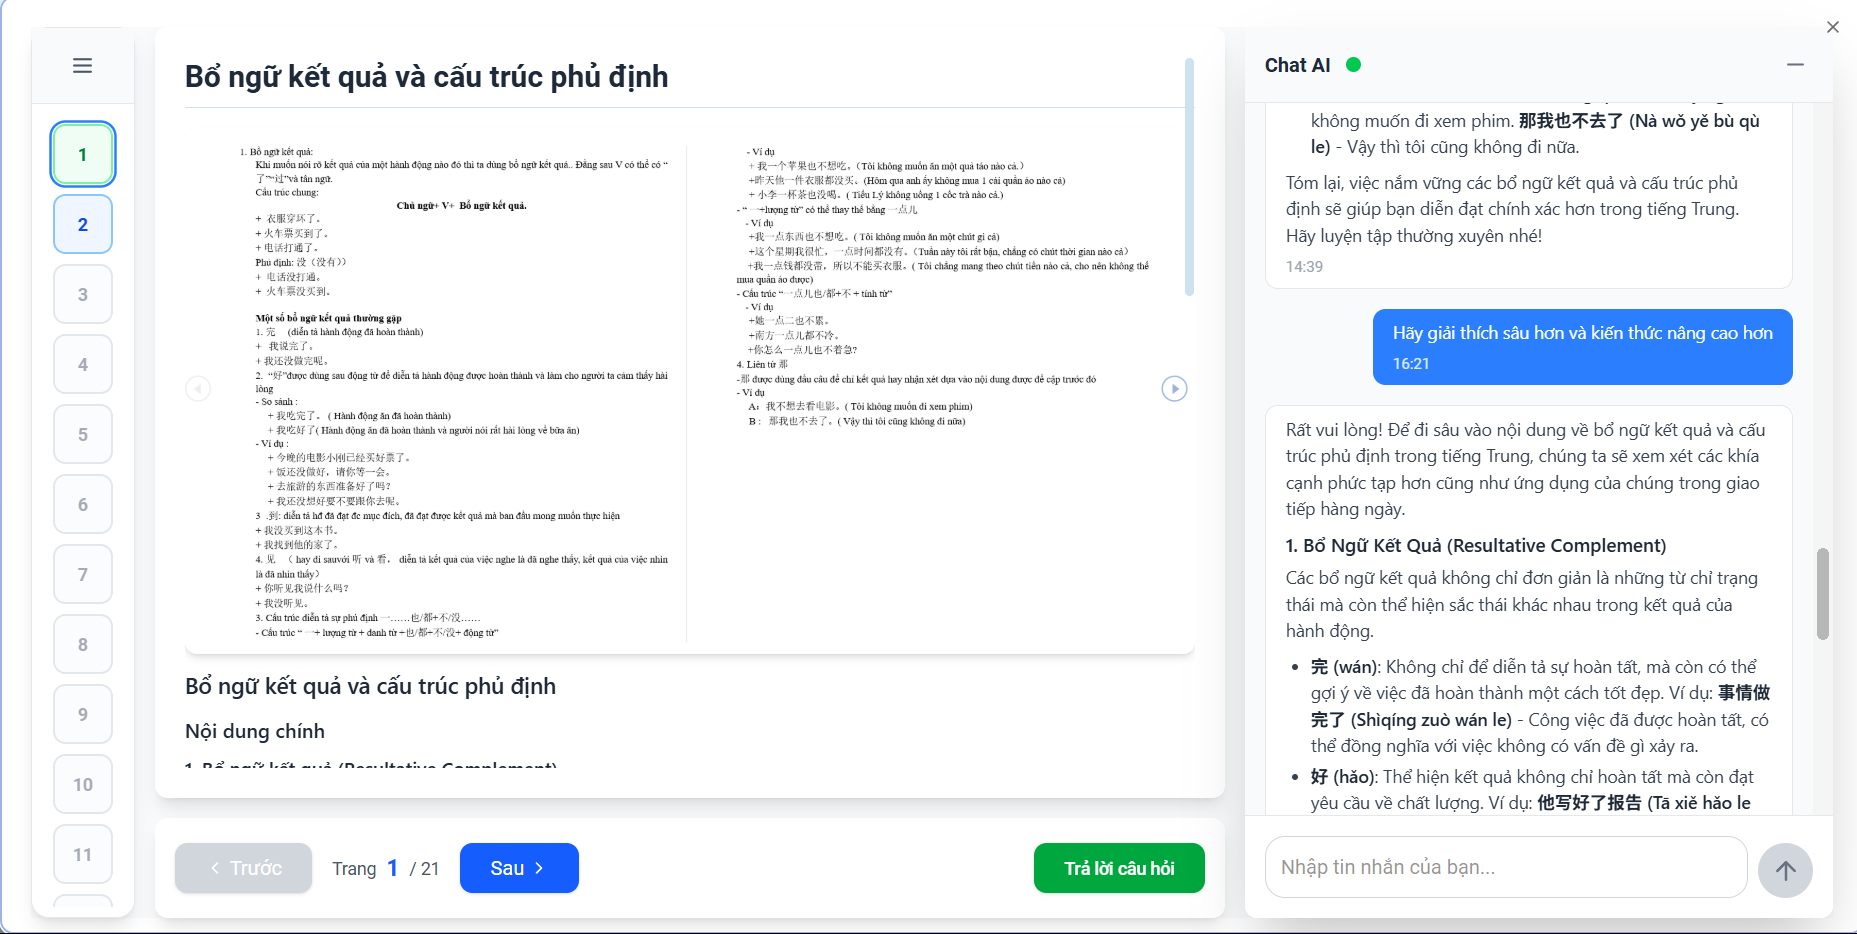 Bổ ngữ kết quả và cấu trúc phủ định
1. Bổ ngữ kết quả:
Khi muốn nói rõ kết quả của một hành động nào đó thì ta dùng bổ ngữ kết quả.. Đằng sau V có thể có “
了”“过”và tân ngữ.
Cấu trúc chung:
Chủ ngữ+ V+ Bổ ngữ kết quả.
+ 衣服穿坏了。
+ 火车票买到了。
+ 电话打通了。
Phủ định: 没（没有））
+ 电话没打通。
+ 火车票没买到。
Một số bổ ngữ kết quả thường gặp
1. 完 (diễn tả hành động đã hoàn thành)
+ 我说完了。
+ 我还没做完呢。
2. “好”được dùng sau động từ để diễn tả hành động được hoàn thành và làm cho người ta cảm thấy hài
lòng
- So sánh :
+ 我吃完了。 ( Hành động ăn đã hoàn thành)
+ 我吃好了( Hành động ăn đã hoàn thành và người nói rất hài lòng về bữa ăn)
- Ví dụ :
+ 今晚的电影小刚已经买好票了。
+ 饭还没做好，请你等一会。
+ 去旅游的东西准备好了吗?
+ 我还没想好要不要跟你去呢。
3 .到: diễn tả hđ đã đạt đc mục đích, đã đạt được kết quả mà ban đầu mong muốn thực hiện
+ 我没买到这本书。
+ 我找到他的家了。
4. 见 （ hay đi sauvới 听 và 看， diễn tả kết quả của việc nghe là đã nghe thấy, kết quả của việc nhìn
là đã nhìn thấy）
+ 你听见我说什么吗?
+ 我没听见。
3. Cấu trúc diễn tả sự phủ định 一……也/都+不/没……
- Cấu trúc “ 一+ lượng từ + danh từ +也/都+不/没+ động từ”
- Ví dụ
+ 我一个苹果也不想吃。（Tôi không muốn ăn một quả táo nào cả.）
+昨天他一件衣服都没买。(Hôm qua anh ấy không mua 1 cái quần áo nào cả)
+ 小李一杯茶也没喝。( Tiểu Lý không uống 1 cốc trà nào cả.)
- “ 一+lượng từ” có thể thay thế bằng 一点儿
- Ví dụ
+我一点东西也不想吃。( Tôi không muốn ăn một chút gì cả)
+这个星期我很忙，一点时间都没有。（Tuần này tôi rất bận, chẳng có chút thời gian nào cả）
+我一点钱都没带，所以不能买衣服。( Tôi chẳng mang theo chút tiền nào cả, cho nên không thể
mua quần áo được)
- Cấu trúc “一点儿也/都+不 + tính từ”
- Ví dụ
+她一点二也不累。
+南方一点儿都不冷。
+你怎么一点儿也不着急?
4. Liên từ 那
-那 được dùng đầu câu để chỉ kết quả hay nhận xét dựa vào nội dung được đề cập trước đó
- Ví dụ
A： 我不想去看电影。( Tôi không muốn đi xem phim)
B： 那我也不去了。( Vậy thì tôi cũng không đi nữa)
Bổ ngữ kết quả và cấu trúc phủ định
Nội dung chính
1. Bổ ngữ kết quả (Resultative Complement)
1
2
3
4
5
6
7
8
9
10
11
Trước
Trang 1 / 21
Sau
Trả lời câu hỏi
Chat AI
không muốn đi xem phim. 那我也不去了 (Nà wǒ yě bù qù
le) - Vậy thì tôi cũng không đi nữa.
Tóm lại, việc nắm vững các bổ ngữ kết quả và cấu trúc phủ
định sẽ giúp bạn diễn đạt chính xác hơn trong tiếng Trung.
Hãy luyện tập thường xuyên nhé!
14:39
Hãy giải thích sâu hơn và kiến thức nâng cao hơn
16:21
Rất vui lòng! Để đi sâu vào nội dung về bổ ngữ kết quả và cấu
trúc phủ định trong tiếng Trung, chúng ta sẽ xem xét các khía
cạnh phức tạp hơn cũng như ứng dụng của chúng trong giao
tiếp hàng ngày.
1. Bổ Ngữ Kết Quả (Resultative Complement)
Các bổ ngữ kết quả không chỉ đơn giản là những từ chỉ trạng
thái mà còn thể hiện sắc thái khác nhau trong kết quả của
hành động.
• 完 (wán): Không chỉ để diễn tả sự hoàn tất, mà còn có thể
gợi ý về việc đã hoàn thành một cách tốt đẹp. Ví dụ: 事情做
完了 (Shìqíng zuò wán le) - Công việc đã được hoàn tất, có
thể đồng nghĩa với việc không có vấn đề gì xảy ra.
• 好 (hǎo): Thể hiện kết quả không chỉ hoàn tất mà còn đạt
yêu cầu về chất lượng. Ví dụ: 他写好了报告 (Tā xiě hǎo le
Nhập tin nhắn của bạn...